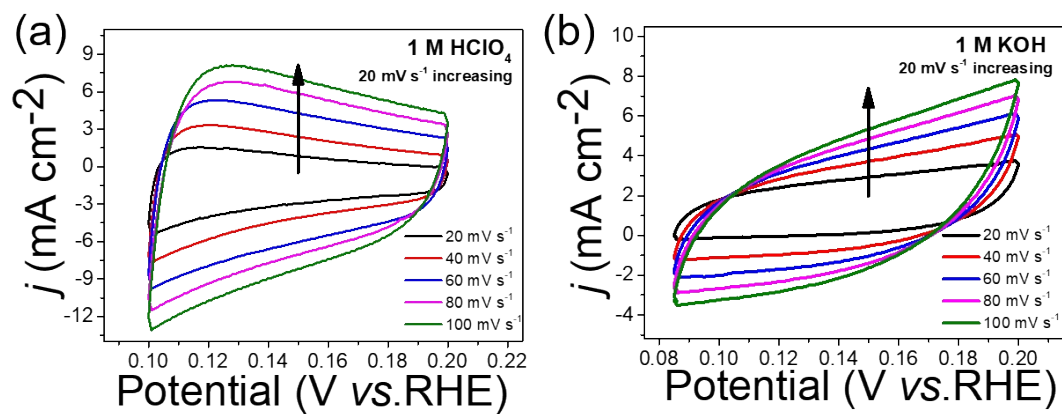 (a)
1 M HClO₄
20 mV s⁻¹ increasing
j (mA cm⁻²)
9
6
3
0
-3
-6
-9
-12
20 mV s⁻¹
40 mV s⁻¹
60 mV s⁻¹
80 mV s⁻¹
100 mV s⁻¹
0.10 0.12 0.14 0.16 0.18 0.20 0.22
Potential (V vs.RHE)
(b)
1 M KOH
20 mV s⁻¹ increasing
j (mA cm⁻²)
10
8
6
4
2
0
-2
-4
20 mV s⁻¹
40 mV s⁻¹
60 mV s⁻¹
80 mV s⁻¹
100 mV s⁻¹
0.08 0.10 0.12 0.14 0.16 0.18 0.20
Potential (V vs.RHE)